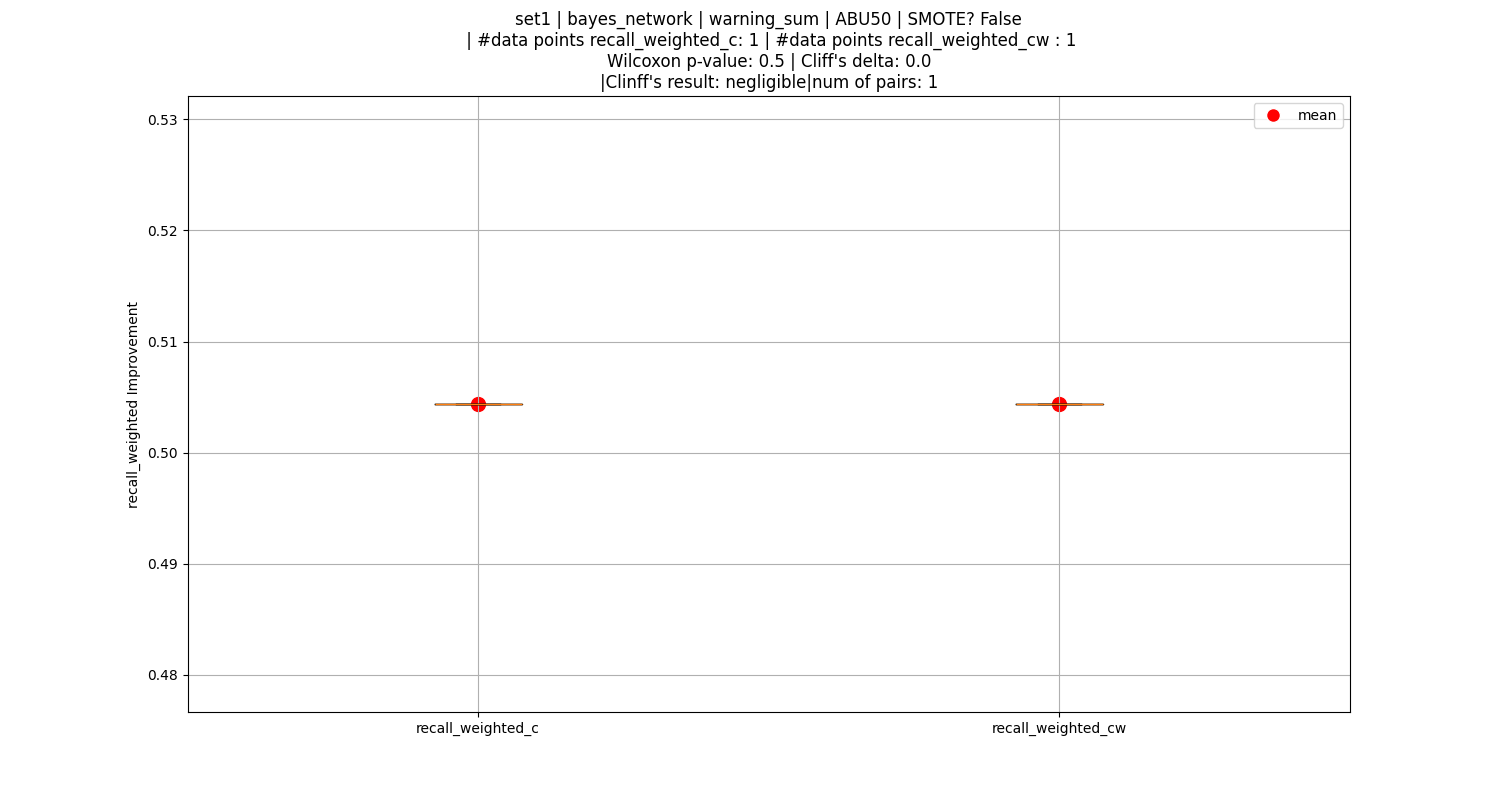 set1 | bayes_network | warning_sum | ABU50 | SMOTE? False
| #data points recall_weighted_c: 1 | #data points recall_weighted_cw : 1
Wilcoxon p-value: 0.5 | Cliff's delta: 0.0
|Clinff's result: negligible|num of pairs: 1
mean
0.53
0.52
0.51
0.50
0.49
0.48
recall_weighted Improvement
recall_weighted_c
recall_weighted_cw